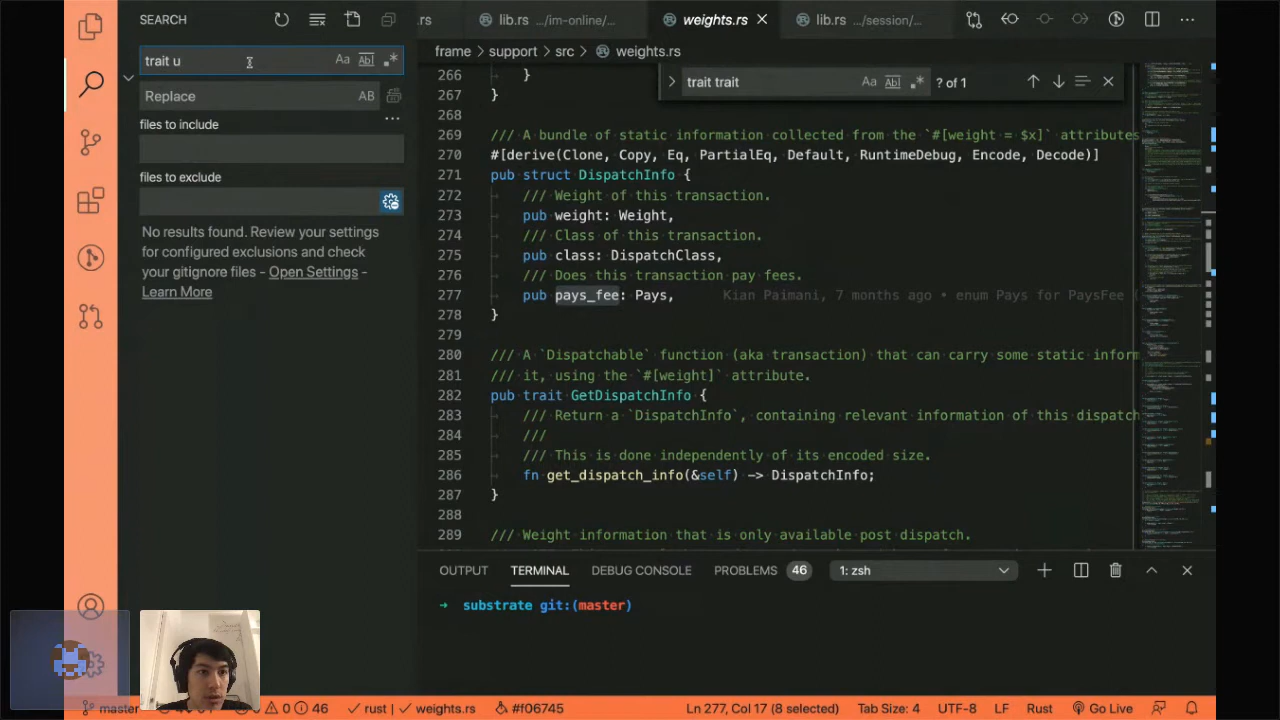 SEARCH
.rs
lib.rs .../im-online/...
weights.rs
lib.rs .../session/...
trait u
Aa
Abl
Replace
AB
files to include
files to exclude
No results found. Review your settings
for configured exclusions and check
your gitignore files - Open Settings -
Learn More
frame support src weights.rs
trait trait
Aa
Abl
? of 1
266 }
267 }
268
269 /// A bundle of static information collected from the `#[weight = $x]` attributes
270 #[derive(Clone, Copy, Eq, PartialEq, Default, RuntimeDebug, Encode, Decode)]
271 pub struct DispatchInfo {
272 /// Weight of this transaction.
273 pub weight: Weight,
274 /// Class of this transaction.
275 pub class: DispatchClass,
276 /// Does this transaction pay fees.
277 pub pays_fee: Pays, Kian Paimani, 7 months ago • enum Pays for PaysFee (
278 }
279
280 /// A `Dispatchable` function (aka transaction) that can carry some static inform
281 /// it, using the `#[weight]` attribute.
282 pub trait GetDispatchInfo {
283 /// Return a `DispatchInfo`, containing relevant information of this dispatch
284 ///
285 /// This is done independently of its encoded size.
286 fn get_dispatch_info(&self) -> DispatchInfo;
287 }
288
289 /// Weight information that is only available post dispatch.
OUTPUT TERMINAL DEBUG CONSOLE PROBLEMS 46 1: zsh
→ substrate git:(master)
master 0 46 rust weights.rs #f06745 Ln 277, Col 17 (8 selected) Tab Size: 4 UTF-8 LF Rust Go Live